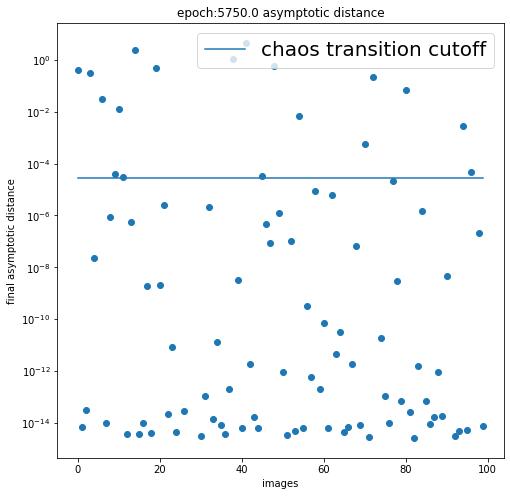 epoch:5750.0 asymptotic distance
chaos transition cutoff
final asymptotic distance
10^0
10^-2
10^-4
10^-6
10^-8
10^-10
10^-12
10^-14
0 20 40 60 80 100
images